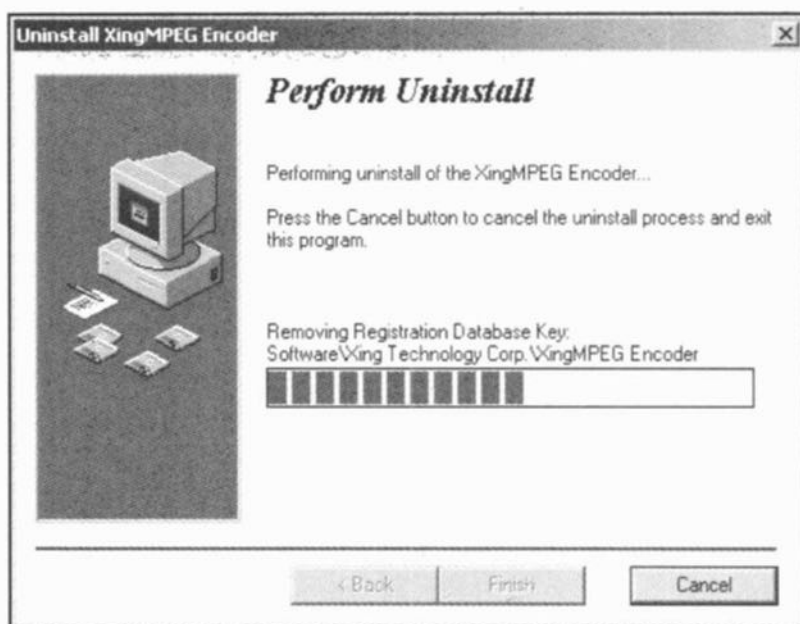 Uninstall XingMPEG Encoder
Perform Uninstall
Performing uninstall of the XingMPEG Encoder...
Press the Cancel button to cancel the uninstall process and exit
this program.
Removing Registration Database Key:
Software\Xing Technology Corp.\XingMPEG Encoder
< Back
Finish
Cancel